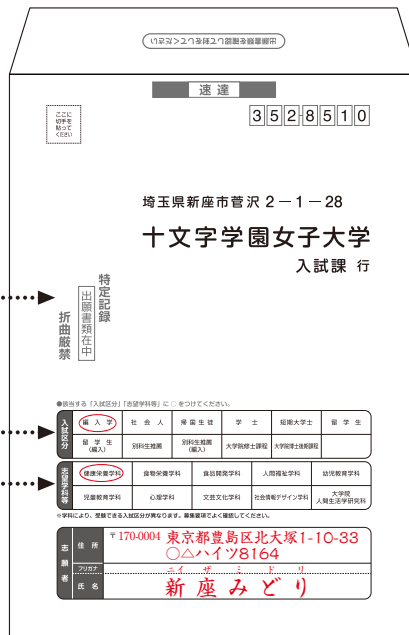 出願書類を確認して封をしてください
速達
3528510
ここに
切手を
貼って
ください
埼玉県新座市菅沢2－1－28
十文字学園女子大学
入試課 行
特定記録
出願書類在中
折曲厳禁
●該当する「入試区分」「志望学科等」に○をつけてください。
入試区分
編入学 社会人 帰国生徒 学士 短期大学士 留学生
留学生(編入) 別科生推薦 別科生推薦(編入) 大学院修士課程 大学院博士後期課程
志望学科等
健康栄養学科 食物栄養学科 食品開発学科 人間福祉学科 幼児教育学科
児童教育学科 心理学科 文芸文化学科 社会情報デザイン学科 大学院人間生活学研究科
※学科により、受験できる入試区分が異なります。募集要項でよく確認してください。
志願者
住所 〒170-0004 東京都豊島区北大塚1-10-33
○△ハイツ8164
フリガナ ニイザミドリ
氏名 新座みどり